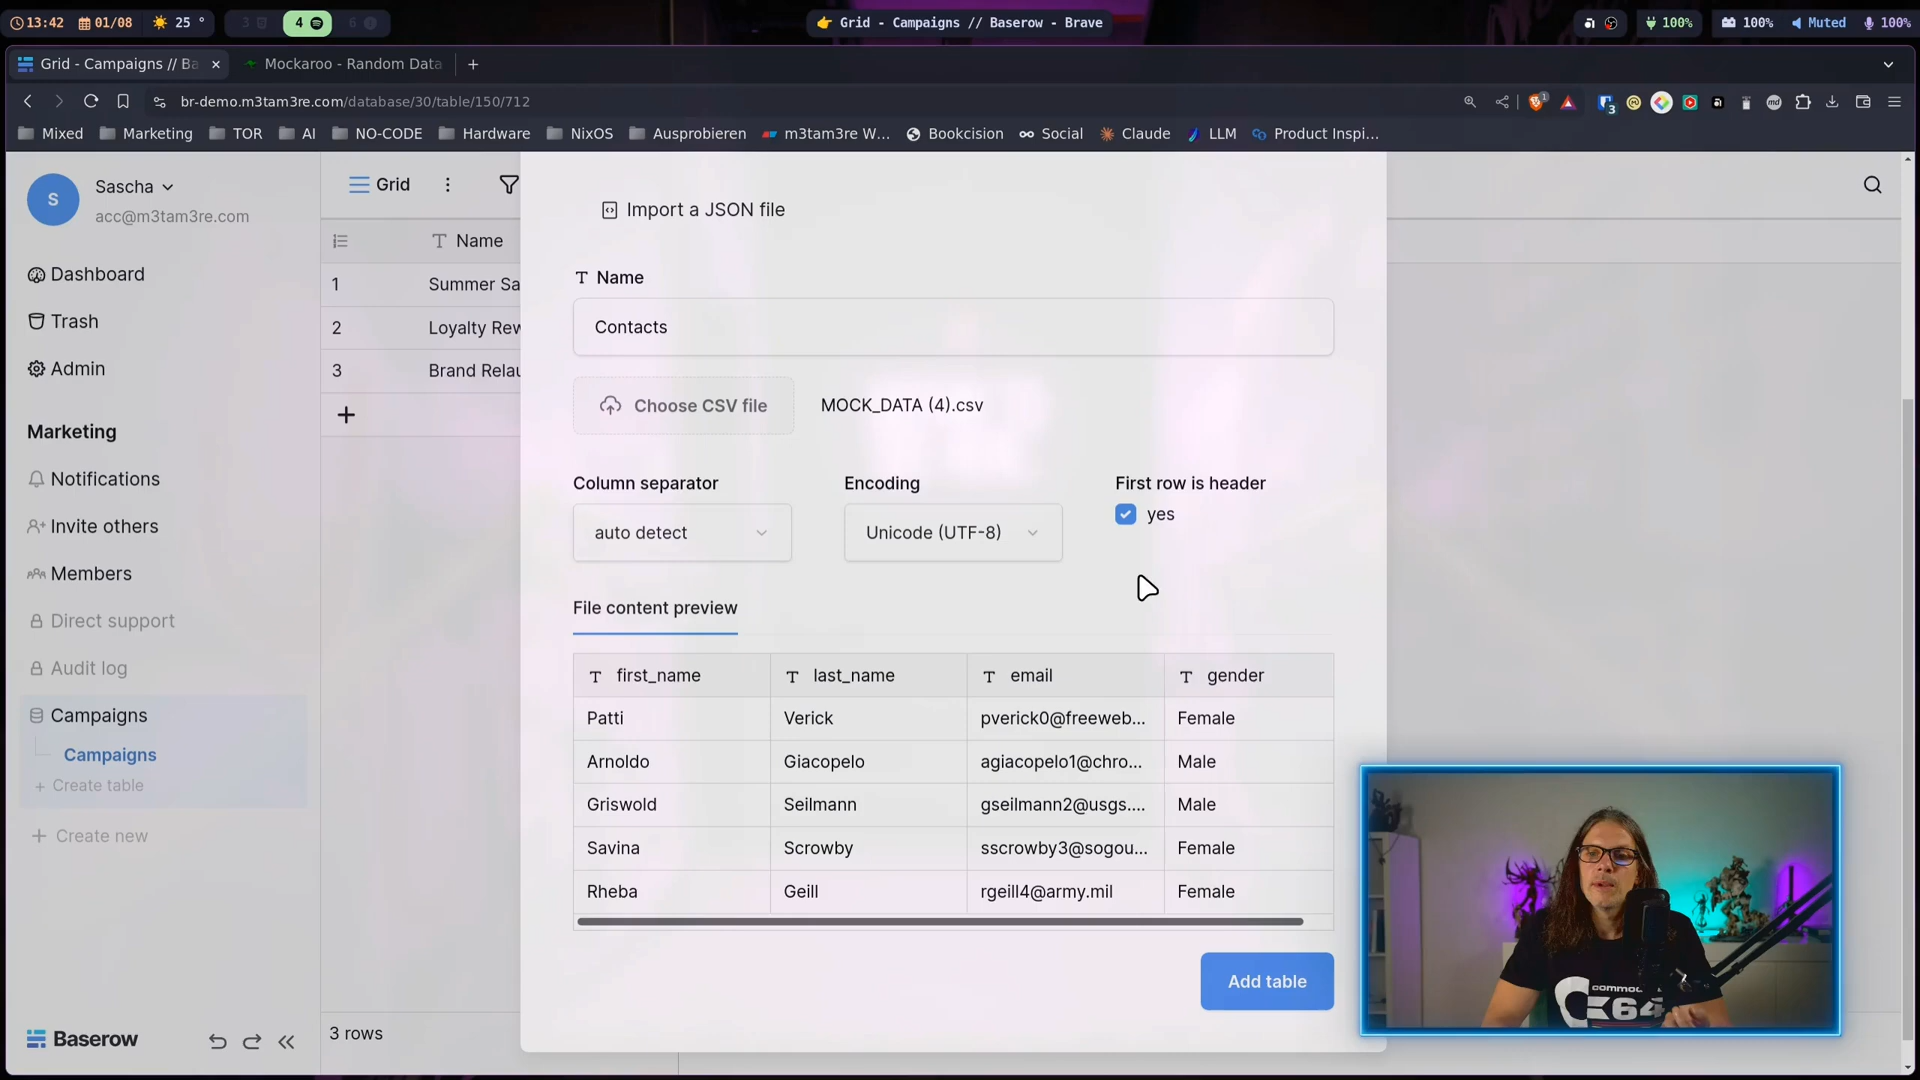 13:42 01/08 25 ° 3 4 6
Grid - Campaigns // Baserow - Brave
100% 100% Muted 100%
Grid - Campaigns // Ba
Mockaroo - Random Data
br-demo.m3tam3re.com/database/30/table/150/712
Mixed Marketing TOR AI NO-CODE Hardware NixOS Ausprobieren m3tam3re W... Bookcision Social Claude LLM Product Inspi...
S
Sascha
acc@m3tam3re.com
Dashboard
Trash
Admin
Marketing
Notifications
Invite others
Members
Direct support
Audit log
Campaigns
Campaigns
+ Create table
+ Create new
Baserow
Grid
Name
1 Summer Sa
2 Loyalty Rew
3 Brand Relau
+
3 rows
Import a JSON file
Name
Contacts
Choose CSV file MOCK_DATA (4).csv
Column separator Encoding First row is header
auto detect Unicode (UTF-8) yes
File content preview
first_name last_name email gender
Patti Verick pverick0@freeweb... Female
Arnoldo Giacopelo agiacopelo1@chro... Male
Griswold Seilmann gseilmann2@usgs.... Male
Savina Scrowby sscrowby3@sogou... Female
Rheba Geill rgeill4@army.mil Female
Add table
64